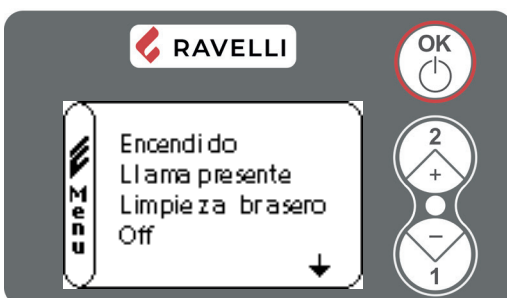 RAVELLI
OK
Menu
Encendido
Llama presente
Limpieza brasero
Off
2
+
−
1